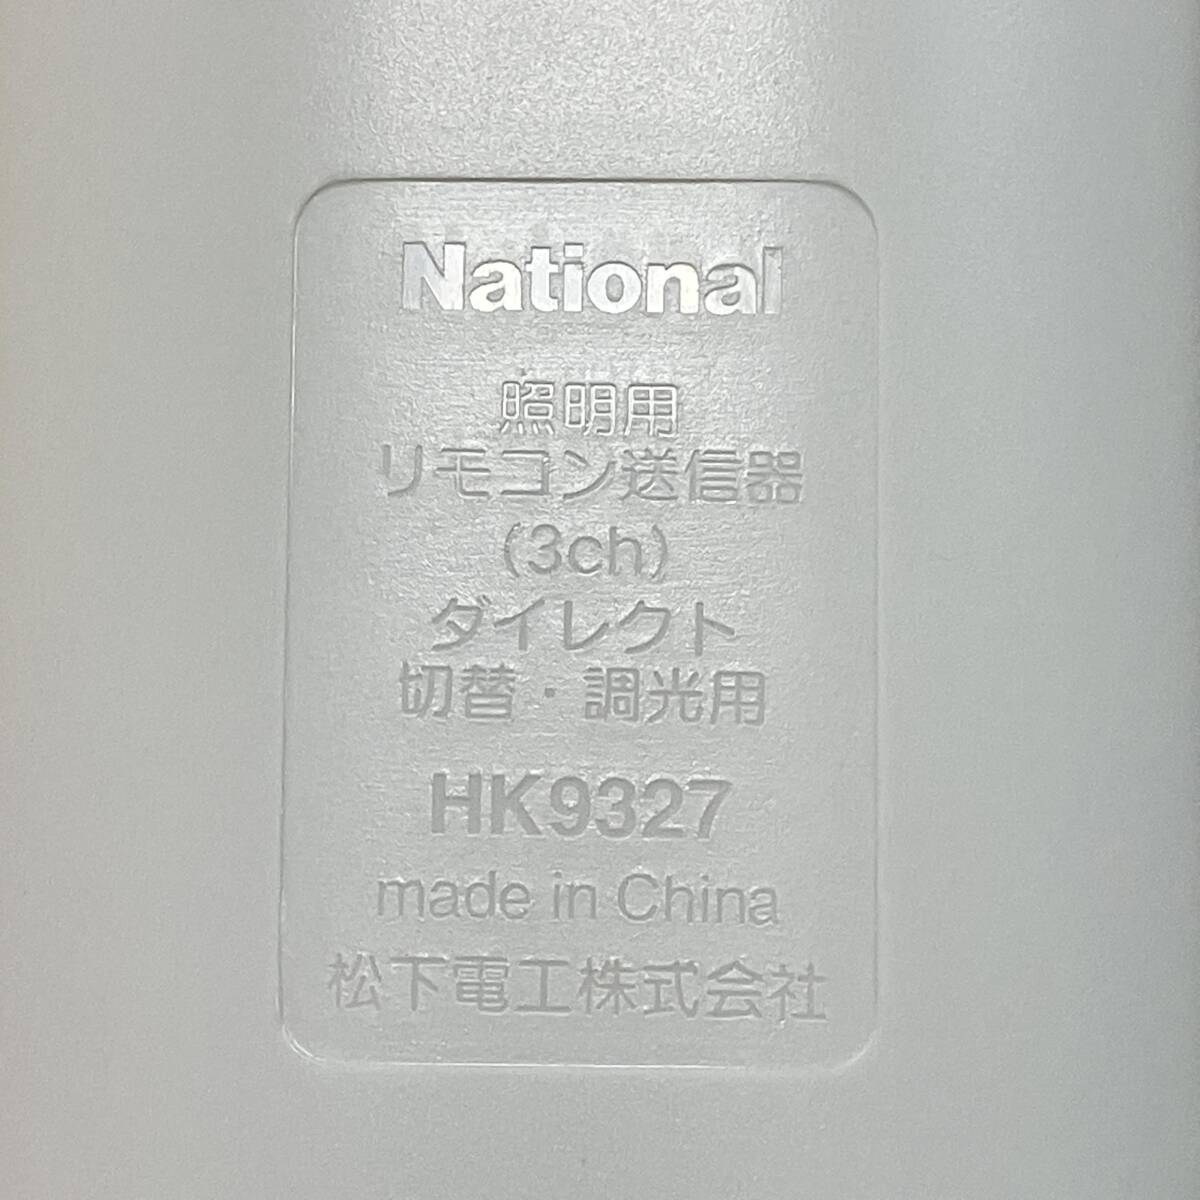 National
照明用
リモコン送信器
(3ch)
ダイレクト
切替・調光用
HK9327
made in China
松下電工株式会社